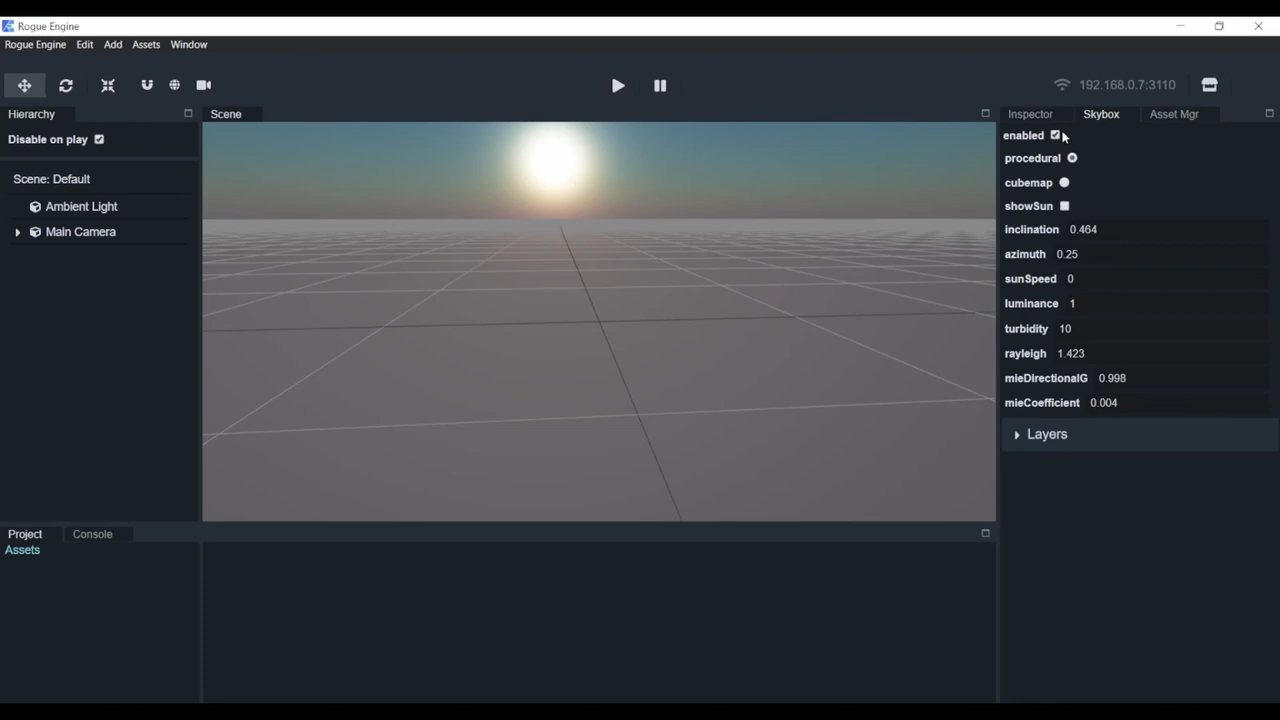 Rogue Engine
Rogue Engine Edit Add Assets Window
192.168.0.7:3110
Hierarchy
Disable on play
Scene: Default
Ambient Light
Main Camera
Scene
Inspector Skybox Asset Mgr
enabled
procedural
cubemap
showSun
inclination 0.464
azimuth 0.25
sunSpeed 0
luminance 1
turbidity 10
rayleigh 1.423
mieDirectionalG 0.998
mieCoefficient 0.004
Layers
Project Console
Assets